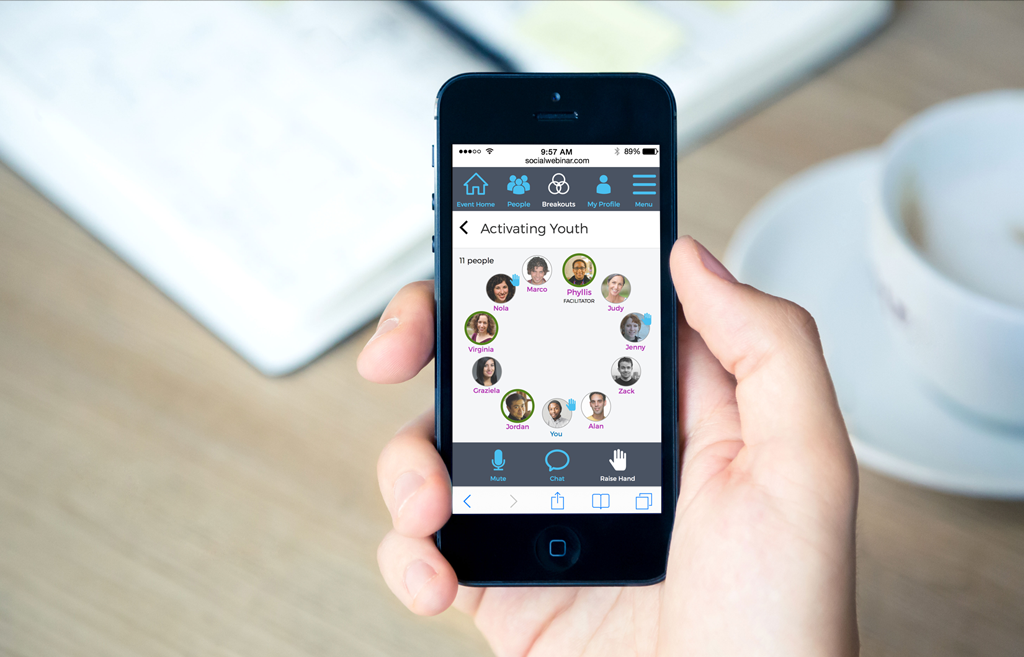 9:57 AM
89%
socialwebinar.com
Event Home
People
Breakouts
My Profile
Menu
Activating Youth
11 people
Marco
Phyllis
FACILITATOR
Nola
Judy
Virginia
Jenny
Graziela
Zack
Jordan
You
Alan
Mute
Chat
Raise Hand